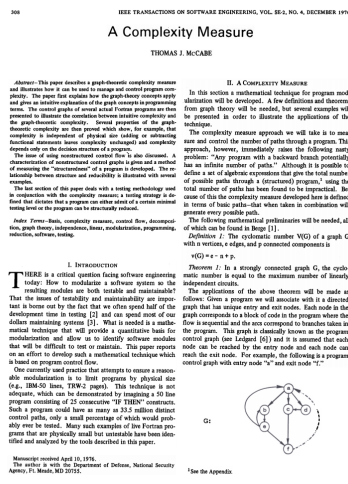 308
IEEE TRANSACTIONS ON SOFTWARE ENGINEERING, VOL. SE-2, NO. 4, DECEMBER 1976
A Complexity Measure
THOMAS J. McCABE
Abstract—This paper describes a graph-theoretic complexity measure
and illustrates how it can be used to manage and control program com-
plexity. The paper first explains how the graph-theory concepts apply
and gives an intuitive explanation of the graph concepts in programming
terms. The control graphs of several actual Fortran programs are then
presented to illustrate the correlation between intuitive complexity and
the graph-theoretic complexity. Several properties of the graph-
theoretic complexity are then proved which show, for example, that
complexity is independent of physical size (adding or subtracting
functional statements leaves complexity unchanged) and complexity
depends only on the decision structure of a program.
The issue of using nonstructured control flow is also discussed. A
characterization of nonstructured control graphs is given and a method
of measuring the "structuredness" of a program is developed. The re-
lationship between structure and reducibility is illustrated with several
examples.
The last section of this paper deals with a testing methodology used
in conjunction with the complexity measure; a testing strategy is de-
fined that dictates that a program can either admit of a certain minimal
testing level or the program can be structurally reduced.
Index Terms—Basis, complexity measure, control flow, decomposi-
tion, graph theory, independence, linear, modularization, programming,
reduction, software, testing.
I. INTRODUCTION
THERE is a critical question facing software engineering
today: How to modularize a software system so the
resulting modules are both testable and maintainable?
That the issues of testability and maintainability are impor-
tant is borne out by the fact that we often spend half of the
development time in testing [2] and can spend most of our
dollars maintaining systems [3]. What is needed is a mathe-
matical technique that will provide a quantitative basis for
modularization and allow us to identify software modules
that will be difficult to test or maintain. This paper reports
on an effort to develop such a mathematical technique which
is based on program control flow.
One currently used practice that attempts to ensure a reason-
able modularization is to limit programs by physical size
(e.g., IBM-50 lines, TRW-2 pages). This technique is not
adequate, which can be demonstrated by imagining a 50 line
program consisting of 25 consecutive "IF THEN" constructs.
Such a program could have as many as 33.5 million distinct
control paths, only a small percentage of which would prob-
ably ever be tested. Many such examples of live Fortran pro-
grams that are physically small but untestable have been iden-
tified and analyzed by the tools described in this paper.
Manuscript received April 10, 1976.
The author is with the Department of Defense, National Security
Agency, Ft. Meade, MD 20755.
II. A COMPLEXITY MEASURE
In this section a mathematical technique for program mod
ularization will be developed. A few definitions and theorem
from graph theory will be needed, but several examples wil
be presented in order to illustrate the applications of the
technique.
The complexity measure approach we will take is to mea
sure and control the number of paths through a program. Thi
approach, however, immediately raises the following nasty
problem: "Any program with a backward branch potentially
has an infinite number of paths." Although it is possible to
define a set of algebraic expressions that give the total numbe
of possible paths through a (structured) program,¹ using the
total number of paths has been found to be impractical. Be
cause of this the complexity measure developed here is define
in terms of basic paths—that when taken in combination wil
generate every possible path.
The following mathematical preliminaries will be needed, al
of which can be found in Berge [1].
Definition 1: The cyclomatic number V(G) of a graph G
with n vertices, e edges, and p connected components is
v(G) = e - n + p.
Theorem 1: In a strongly connected graph G, the cyclo
matic number is equal to the maximum number of linearly
independent circuits.
The applications of the above theorem will be made as
follows: Given a program we will associate with it a directed
graph that has unique entry and exit nodes. Each node in the
graph corresponds to a block of code in the program where the
flow is sequential and the arcs correspond to branches taken in
the program. This graph is classically known as the program
control graph (see Ledgard [6]) and it is assumed that each
node can be reached by the entry node and each node can
reach the exit node. For example, the following is a program
control graph with entry node "a" and exit node "f."
G:
a
b
c
d
e
f
¹See the Appendix